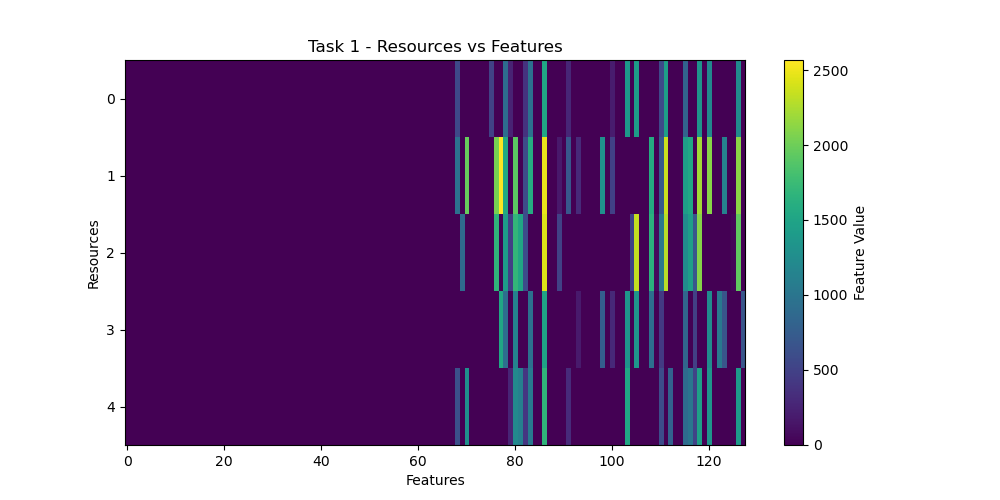 Task 1 - Resources vs Features
Resources
0
1
2
3
4
0 20 40 60 80 100 120
Features
2500
2000
1500
1000
500
0
Feature Value